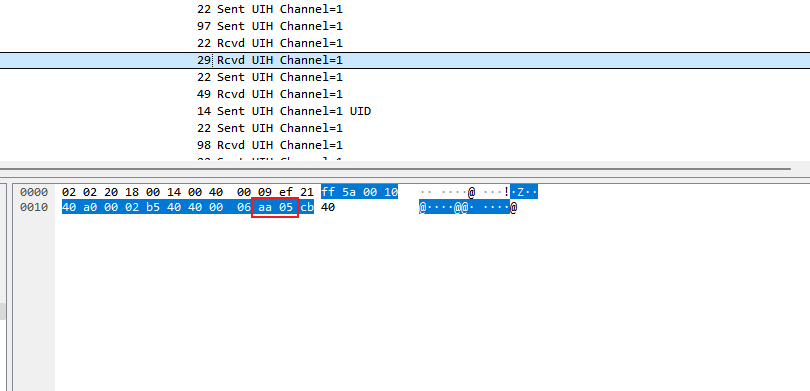 22 Sent UIH Channel=1
97 Sent UIH Channel=1
22 Rcvd UIH Channel=1
29 Rcvd UIH Channel=1
22 Sent UIH Channel=1
49 Rcvd UIH Channel=1
14 Sent UIH Channel=1 UID
22 Sent UIH Channel=1
98 Rcvd UIH Channel=1
0000 02 02 20 18 00 14 00 40 00 09 ef 21 ff 5a 00 10 ·· ····@ ···!·Z··
0010 40 a0 00 02 b5 40 40 00 06 aa 05 cb 40 @····@@· ····@